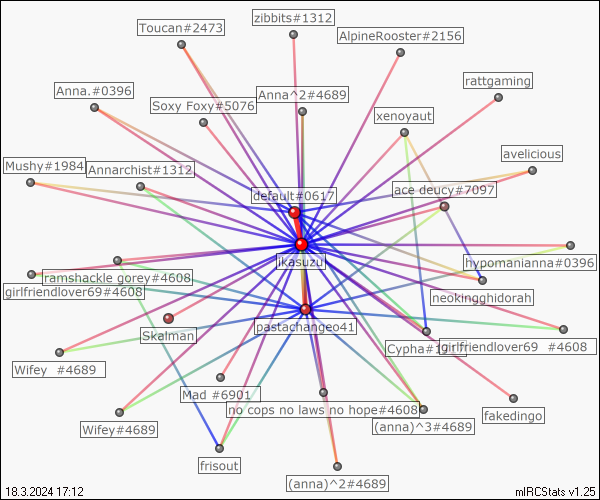 zibbits#1312
Toucan#2473
AlpineRooster#2156
rattgaming
Anna.#0396
Anna^2#4689
Soxy Foxy#5076
xenoyaut
avelicious
Mushy#1984
Annarchist#1312
default#0617
ace deucy#7097
ikasuzu
hypomanianna#0396
ramshackle gorey#4608
girlfriendlover69#4608
neokingghidorah
pastachangeo41
Skalman
Cypha#1
girlfriendlover69 #4608
Wifey #4689
Mad #6901
no cops no laws no hope#4608
fakedingo
Wifey#4689
(anna)^3#4689
frisout
(anna)^2#4689
18.3.2024 17:12
mIRCStats v1.25